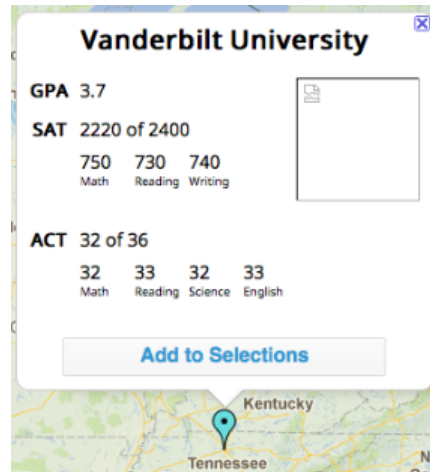 Vanderbilt University
GPA 3.7
SAT 2220 of 2400
750 730 740
Math Reading Writing
ACT 32 of 36
32 33 32 33
Math Reading Science English
Add to Selections
Kentucky
Tennessee
N